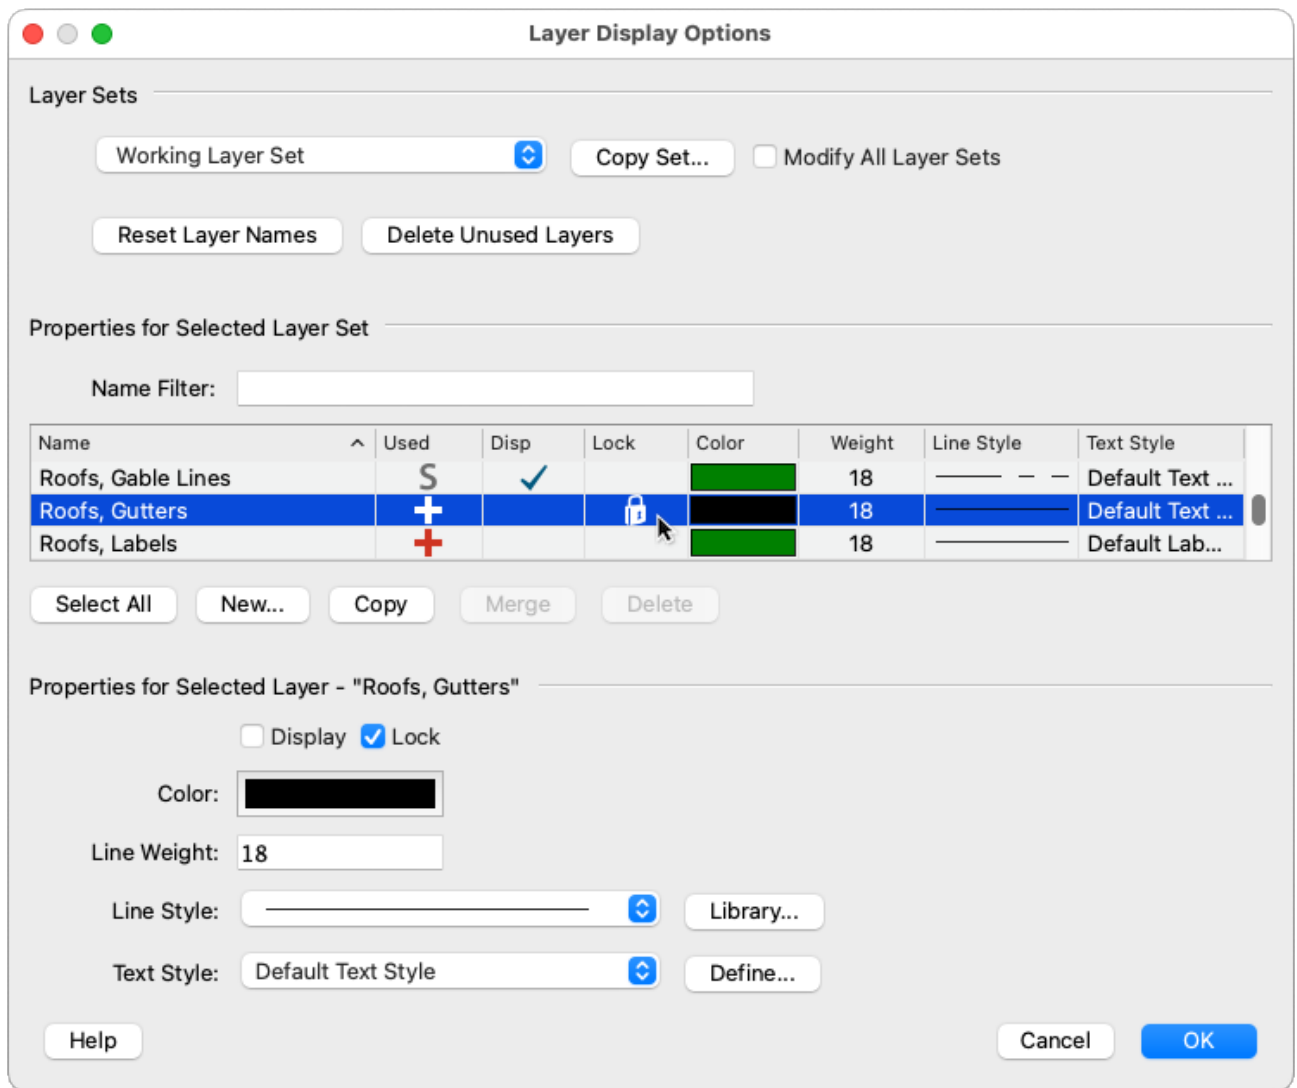 Layer Display Options
Layer Sets
Working Layer Set Copy Set... Modify All Layer Sets
Reset Layer Names Delete Unused Layers
Properties for Selected Layer Set
Name Filter:
Name Used Disp Lock Color Weight Line Style Text Style
Roofs, Gable Lines S 18 Default Text ...
Roofs, Gutters 18 Default Text ...
Roofs, Labels 18 Default Lab...
Select All New... Copy Merge Delete
Properties for Selected Layer - "Roofs, Gutters"
Display Lock
Color:
Line Weight: 18
Line Style: Library...
Text Style: Default Text Style Define...
Help Cancel OK